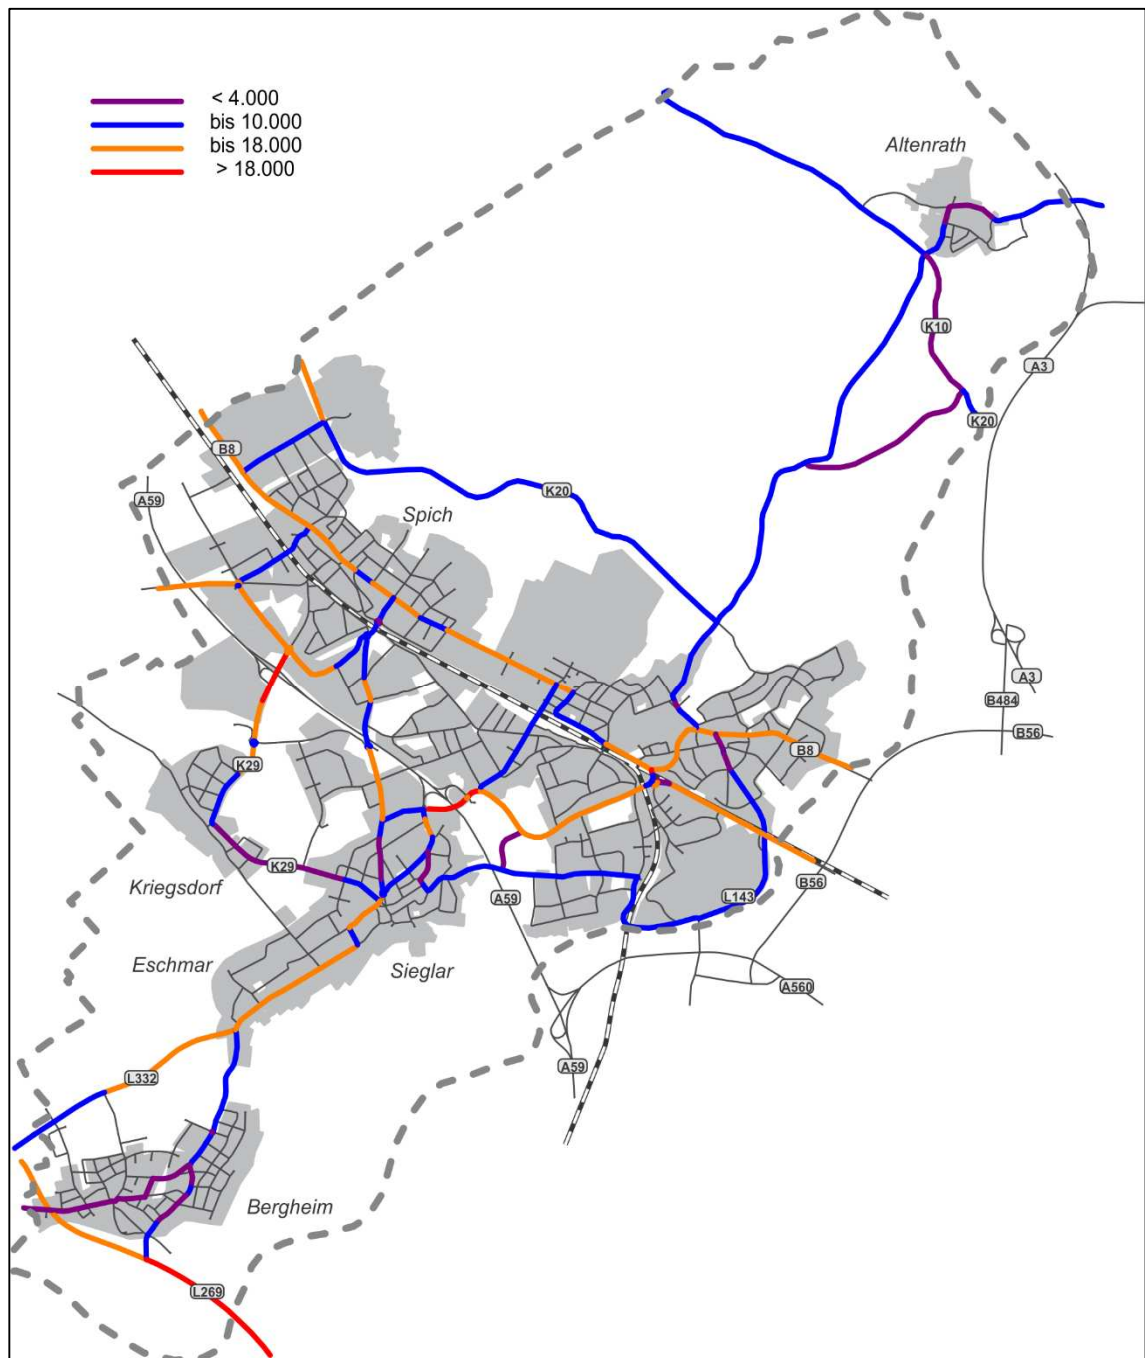 < 4.000
bis 10.000
bis 18.000
> 18.000
Altenrath
K10
A3
K20
B8
A59
K20
Spich
A3
B484
B56
B8
K29
K29
Kriegsdorf
B56
A59
L143
Eschmar
Sieglar
A560
A59
L332
Bergheim
L269